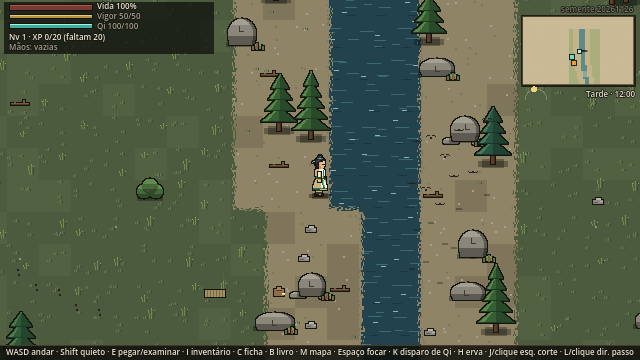 Vida 100%
Vigor 50/50
Qi 100/100
Nv 1 · XP 0/20 (faltam 20)
Mãos: vazias
semente 20261126
Tarde · 12:00
WASD andar · Shift quieto · E pegar/examinar · I inventário · C ficha · B livro · M mapa · Espaço focar · K disparo de Qi · H erva · J/clique esq. corte · L/clique dir. passo